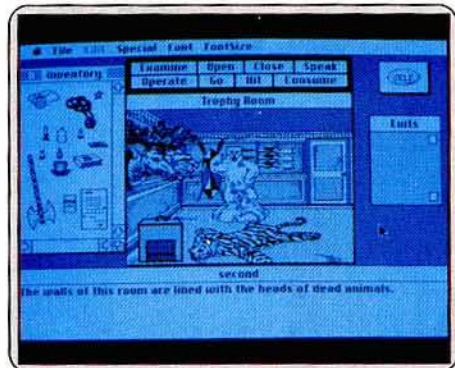 File Edit Special Font FontSize
Inventory
Examine Open Close Speak
Operate Go Hit Consume
SELF
Trophy Room
Exits
second
The walls of this room are lined with the heads of dead animals.